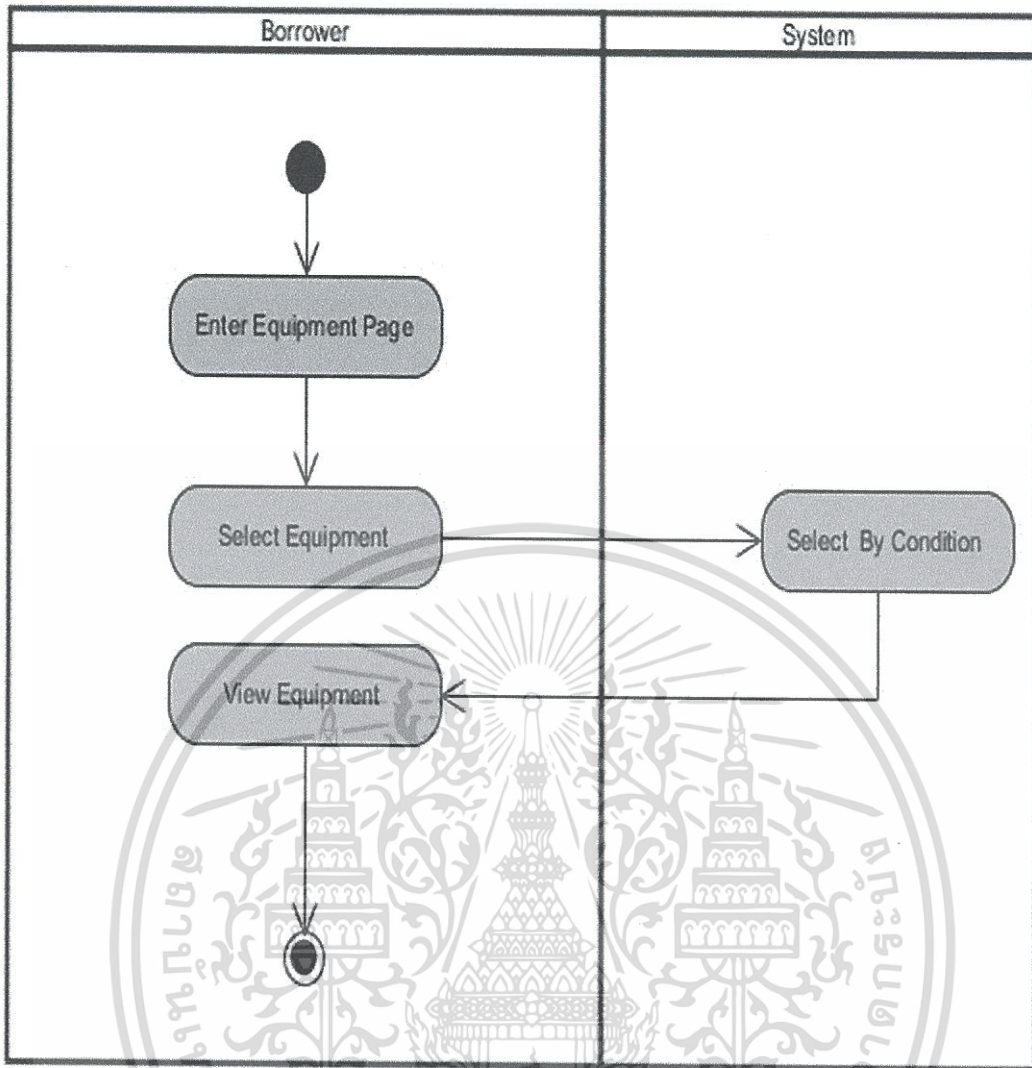 Borrower
System
Enter Equipment Page
Select Equipment
Select By Condition
View Equipment